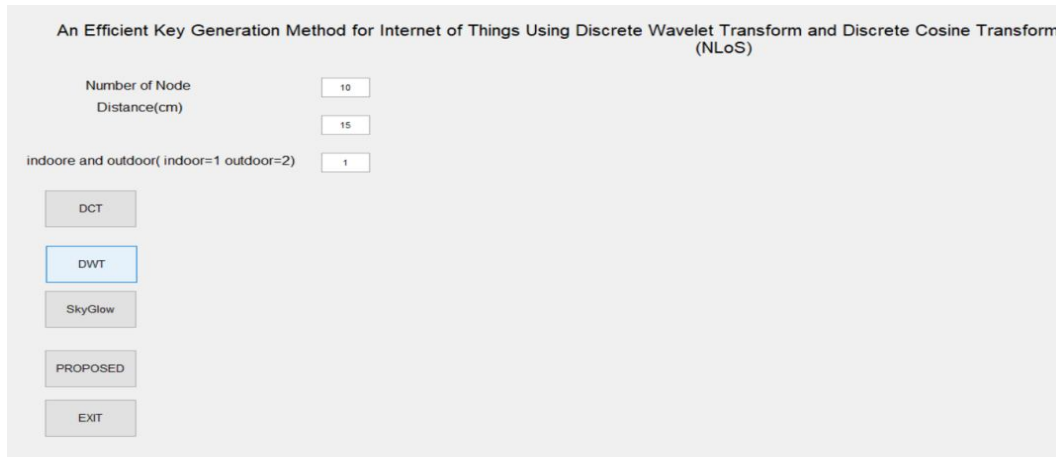 An Efficient Key Generation Method for Internet of Things Using Discrete Wavelet Transform and Discrete Cosine Transform
(NLoS)
Number of Node 10
Distance(cm)
15
indoore and outdoor( indoor=1 outdoor=2) 1
DCT
DWT
SkyGlow
PROPOSED
EXIT